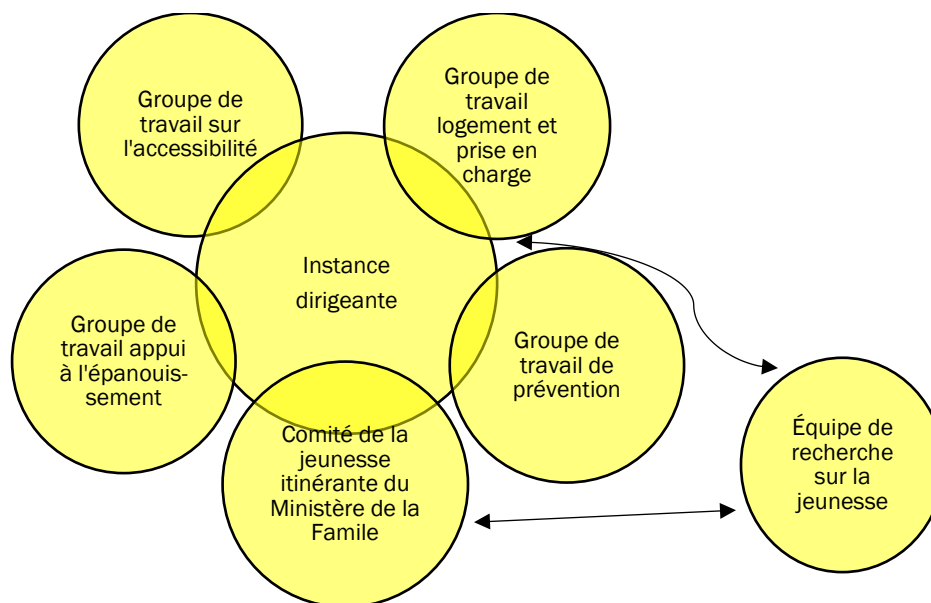 Groupe de
travail sur
l'accessibilité
Groupe de
travail
logement et
prise en
charge
Instance
dirigeante
Groupe de
travail appui
à l'épanouis-
sement
Groupe de
travail de
prévention
Comité de la
jeunesse
itinérante du
Ministère de la
Famile
Équipe de
recherche
sur la
jeunesse